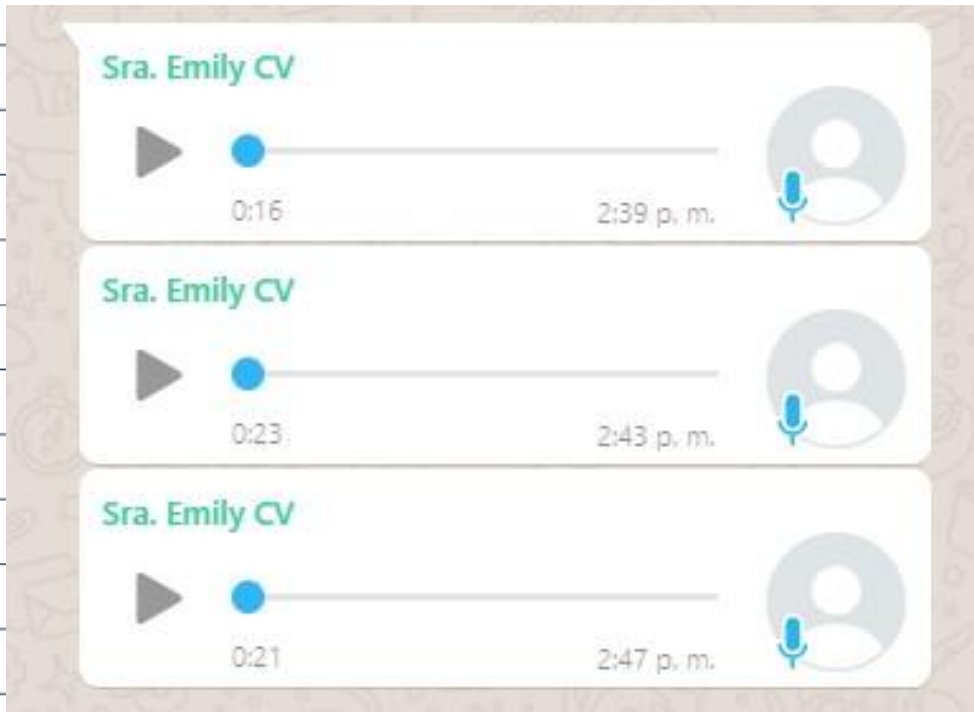 Sra. Emily CV
0:16 2:39 p. m.
Sra. Emily CV
0:23 2:43 p. m.
Sra. Emily CV
0:21 2:47 p. m.